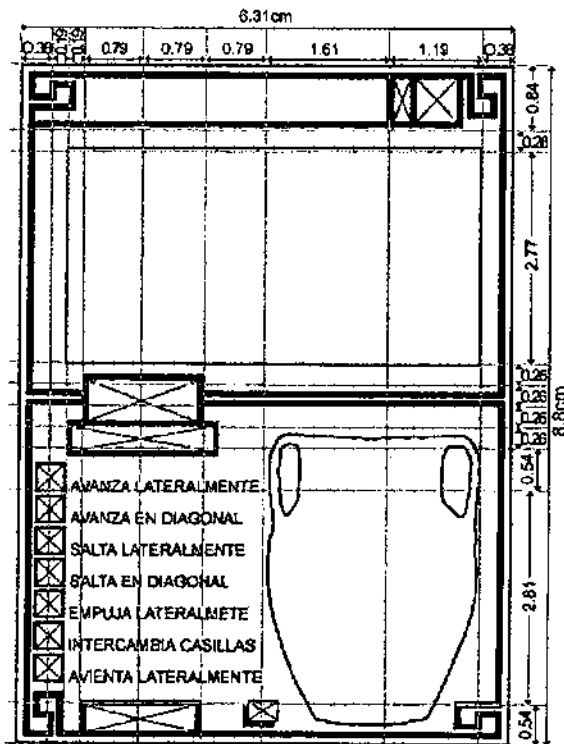 6.31cm
0.38 0.79 0.79 0.79 1.61 1.19 0.38
0.84
0.26
2.77
0.26
0.26
0.26
0.26
8.8cm
0.54
AVANZA LATERALMENTE
AVANZA EN DIAGONAL
SALTA LATERALMENTE
SALTA EN DIAGONAL
EMPUJA LATERALMETE
INTERCAMBIA CASILLAS
AVIENTA LATERALMENTE
2.81
0.54